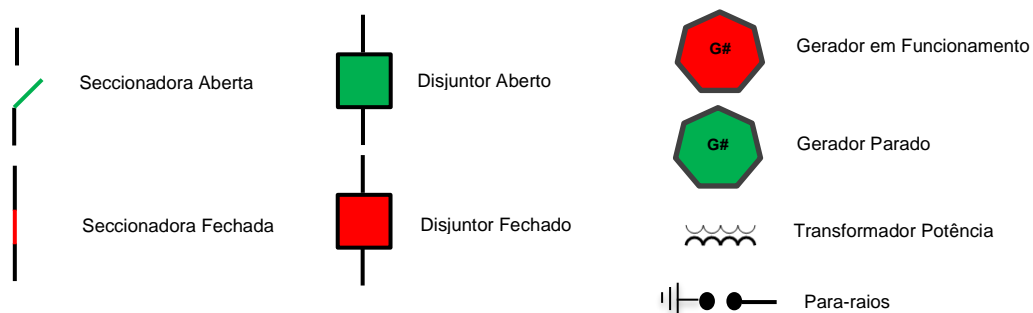 Seccionadora Aberta
Seccionadora Fechada
Disjuntor Aberto
Disjuntor Fechado
G#
Gerador em Funcionamento
G#
Gerador Parado
Transformador Potência
Para-raios